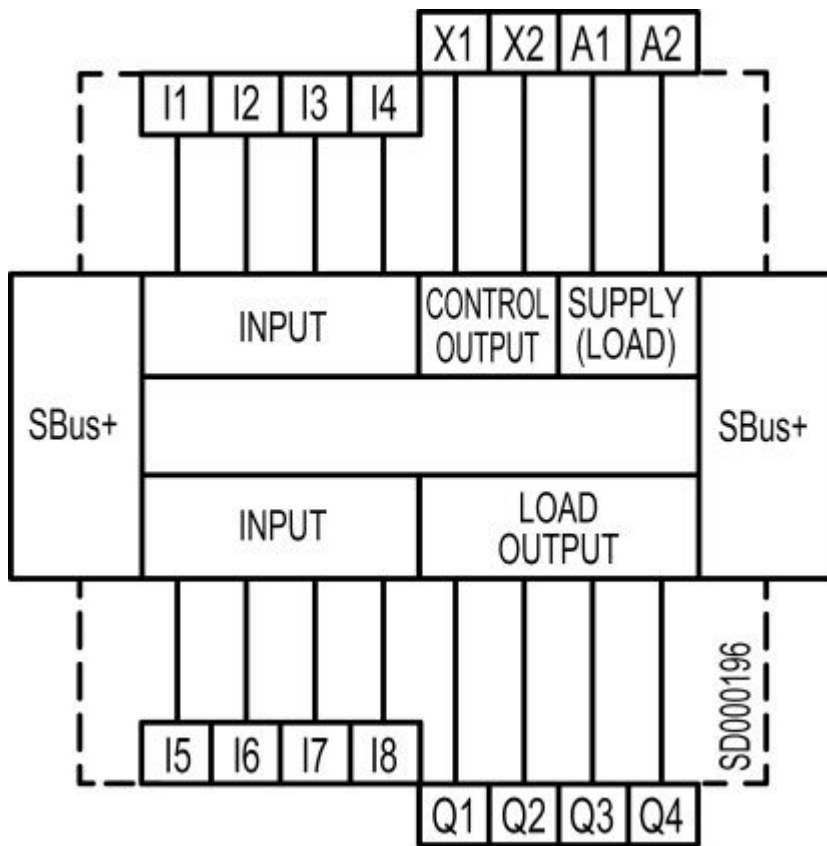 X1 X2 A1 A2
I1 I2 I3 I4
INPUT
CONTROL
OUTPUT
SUPPLY
(LOAD)
SBus+
SBus+
INPUT
LOAD
OUTPUT
SD000196
I5 I6 I7 I8
Q1 Q2 Q3 Q4